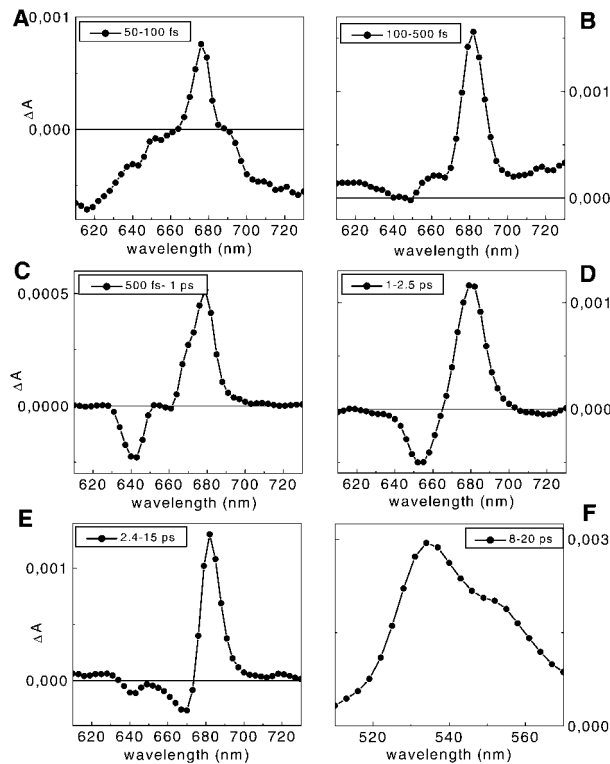 A
0,001
50-100 fs
ΔA
0,000
620 640 660 680 700 720
wavelength (nm)
B
100-500 fs
0,001
0,000
620 640 660 680 700 720
wavelength (nm)
C
0,0005
500 fs- 1 ps
ΔA
0,0000
620 640 660 680 700 720
wavelength (nm)
D
1-2.5 ps
0,001
0,000
620 640 660 680 700 720
wavelength (nm)
E
2.4-15 ps
0,001
ΔA
0,000
620 640 660 680 700 720
wavelength (nm)
F
8-20 ps
0,003
0,000
520 540 560
wavelength (nm)